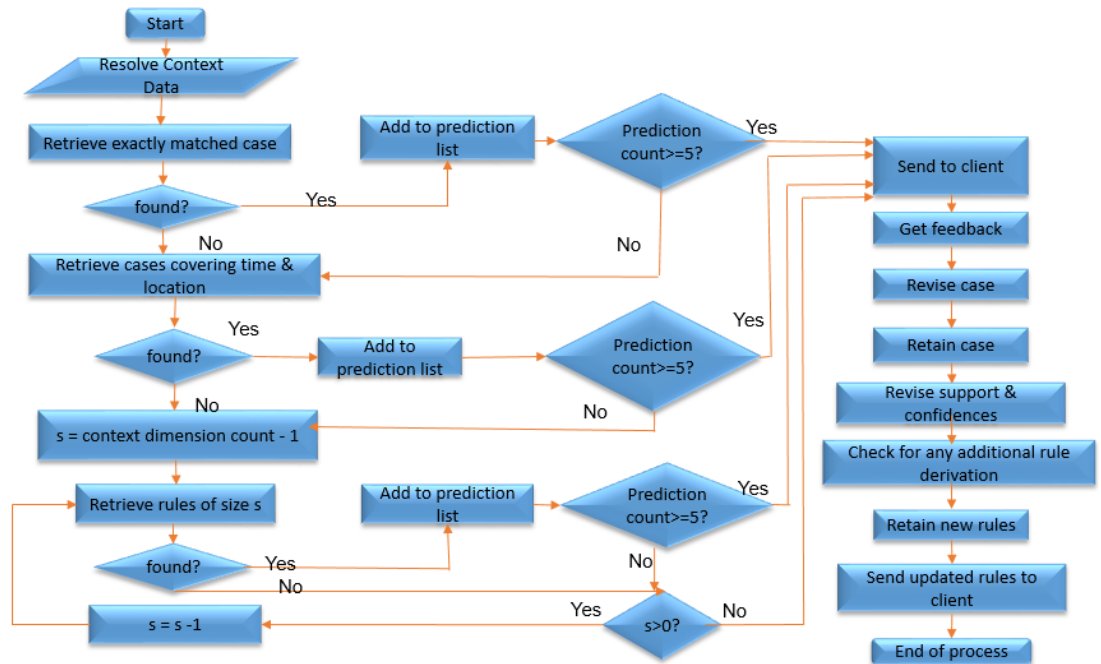 Start
Resolve Context
Data
Retrieve exactly matched case
found?
Yes
Add to prediction
list
Prediction
count>=5?
Yes
No
No
Retrieve cases covering time &
location
found?
Yes
Add to
prediction list
Prediction
count>=5?
Yes
No
No
s = context dimension count - 1
Retrieve rules of size s
found?
Yes
No
Add to prediction
list
Prediction
count>=5?
Yes
No
s>0?
Yes
No
s = s -1
Send to client
Get feedback
Revise case
Retain case
Revise support &
confidences
Check for any additional rule
derivation
Retain new rules
Send updated rules to
client
End of process